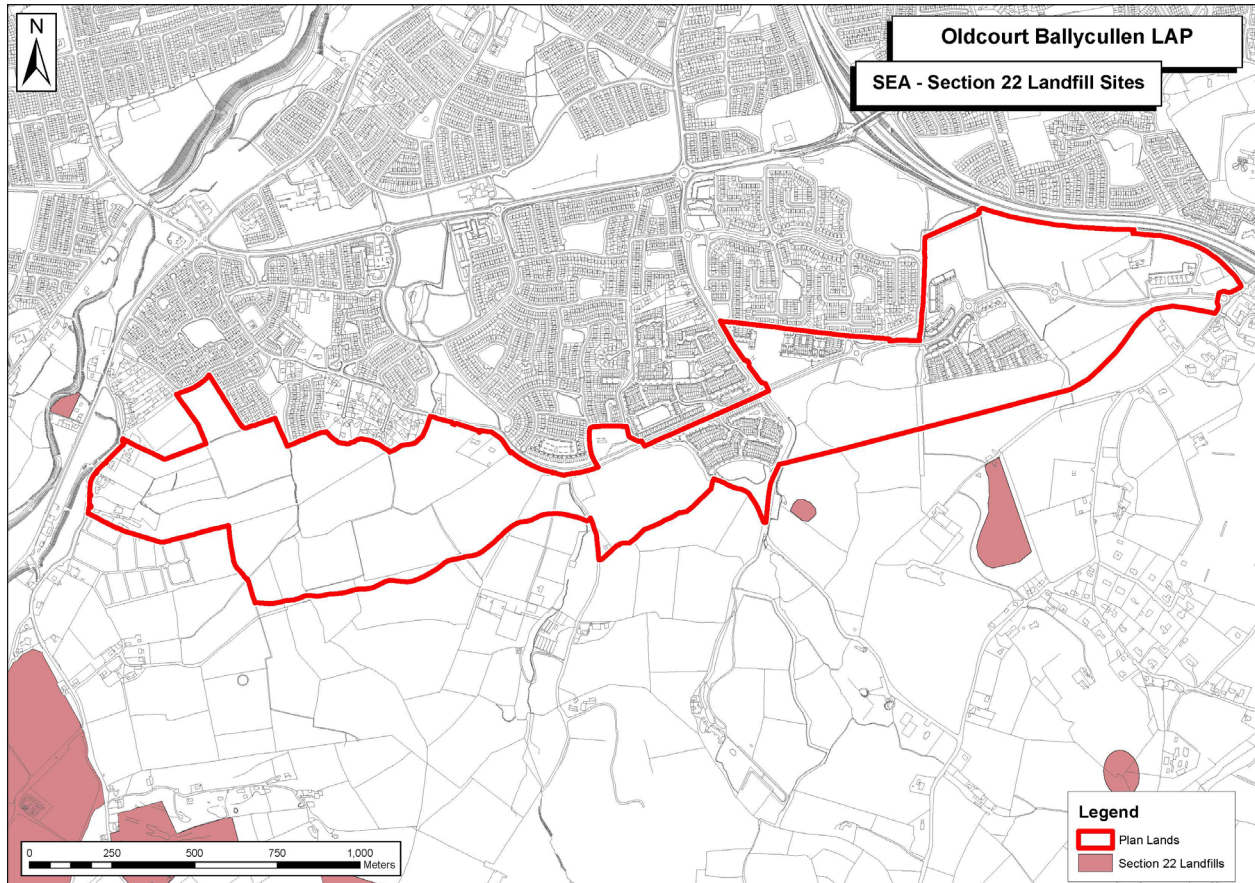 N
Oldcourt Ballycullen LAP
SEA - Section 22 Landfill Sites
Legend
Plan Lands
Section 22 Landfills
0 250 500 750 1,000
Meters